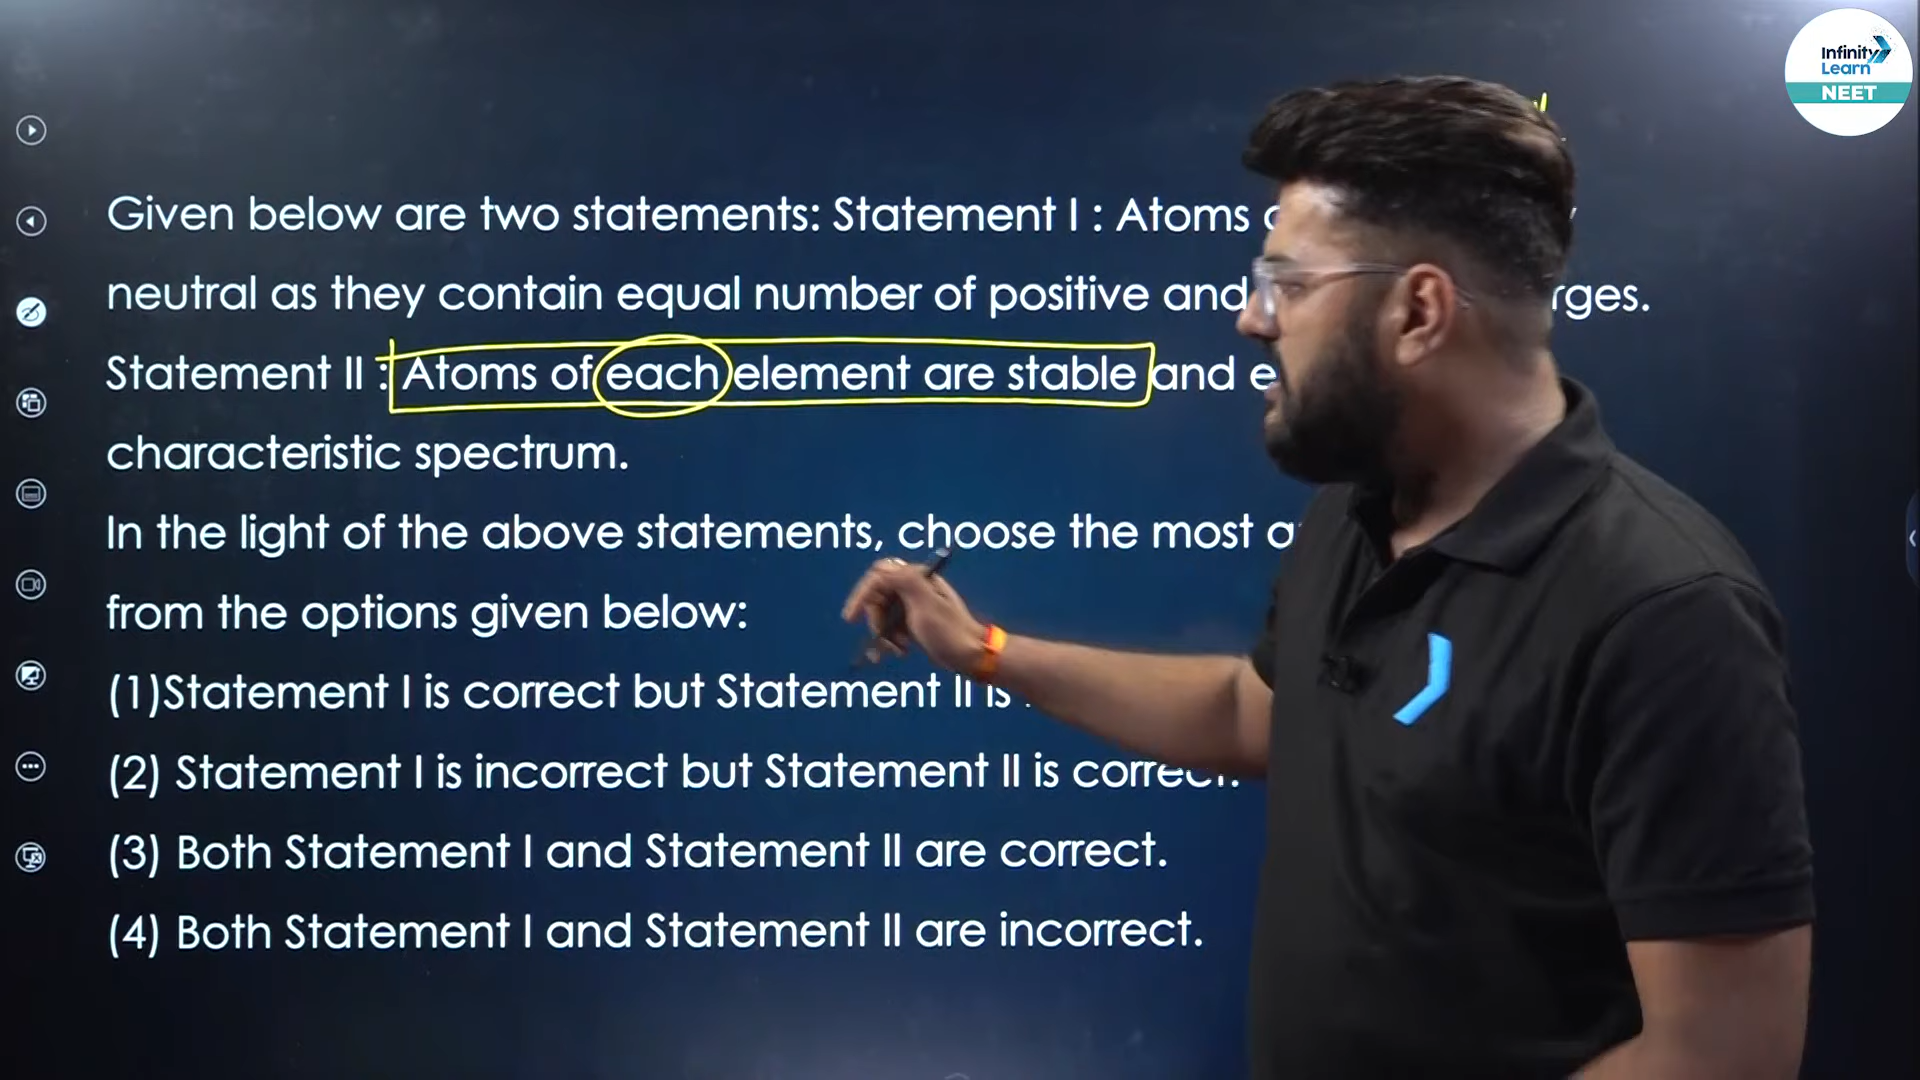 Infinity
Learn
NEET
Given below are two statements: Statement I : Atoms
neutral as they contain equal number of positive and rges.
Statement II : Atoms of each element are stable and e
characteristic spectrum.
In the light of the above statements, choose the most a
from the options given below:
(1)Statement I is correct but Statement II is
(2) Statement I is incorrect but Statement II is correct.
(3) Both Statement I and Statement II are correct.
(4) Both Statement I and Statement II are incorrect.